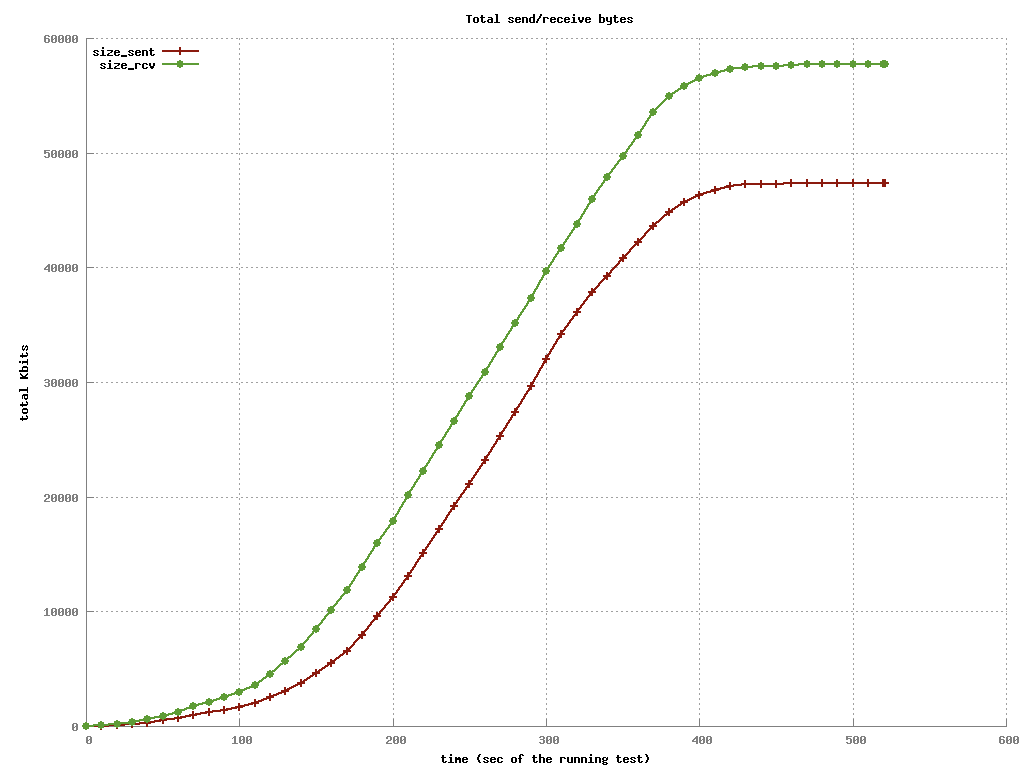 Total send/receive bytes
60000
size_sent
size_rcv
50000
40000
30000
20000
10000
0
total Kbits
0 100 200 300 400 500 600
time (sec of the running test)